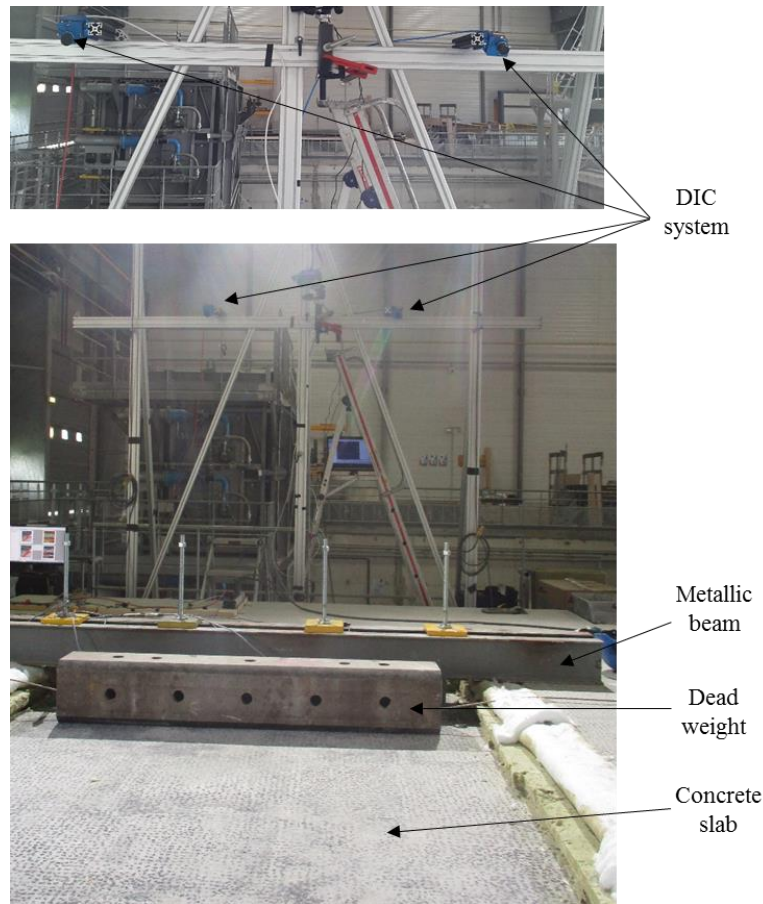 DIC
system
Metallic
beam
Dead
weight
Concrete
slab